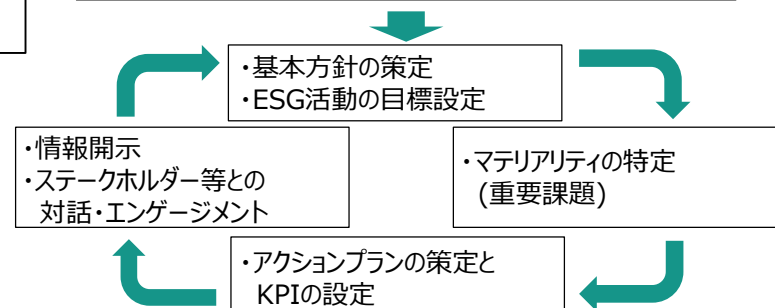 ・基本方針の策定
・ESG活動の目標設定
・情報開示
・ステークホルダー等との
対話・エンゲージメント
・マテリアリティの特定
(重要課題)
・アクションプランの策定と
KPIの設定